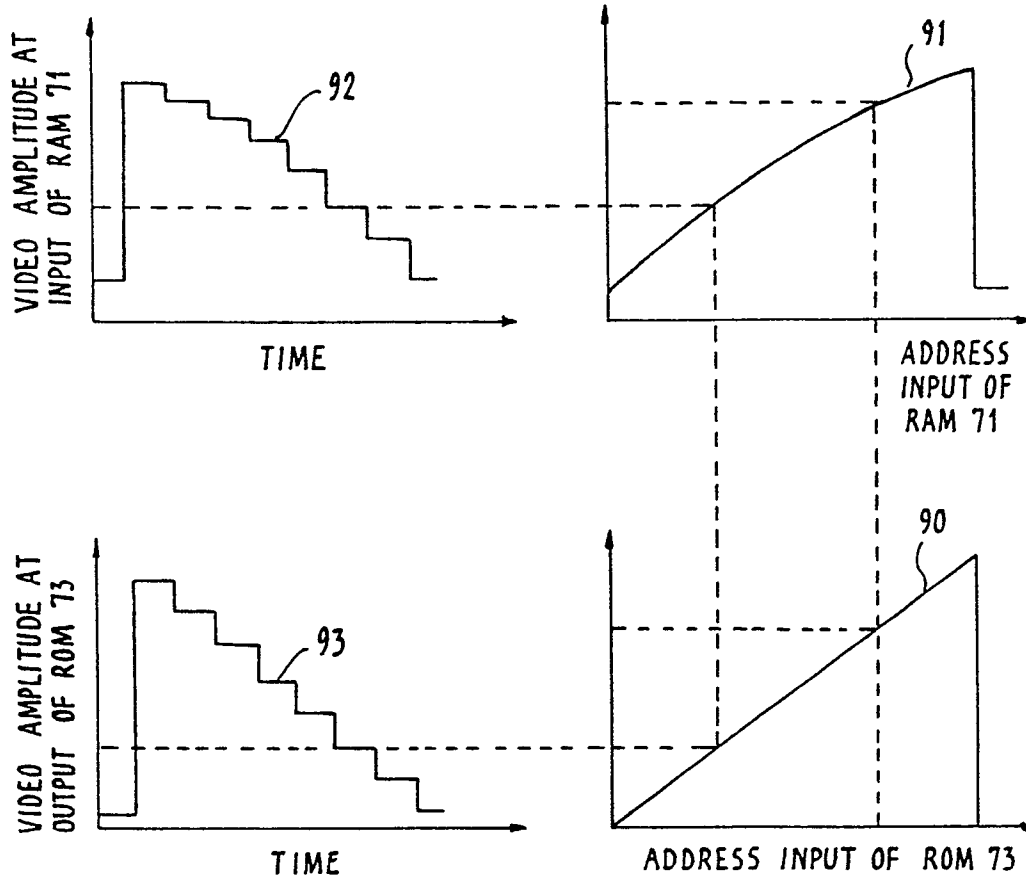 VIDEO AMPLITUDE AT
INPUT OF RAM 71
92
TIME
91
ADDRESS
INPUT OF
RAM 71
VIDEO AMPLITUDE AT
OUTPUT OF ROM 73
93
TIME
90
ADDRESS INPUT OF ROM 73